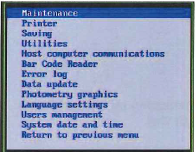 Maintenance
Printer
Saving
Utilities
Host computer communications
Bar Code Reader
Error log
Data update
Photometry graphics
Language settings
Users management
System date and time
Return to previous menu